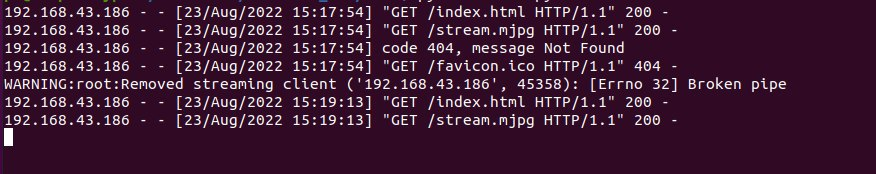 192.168.43.186 - - [23/Aug/2022 15:17:54] "GET /index.html HTTP/1.1" 200 -
192.168.43.186 - - [23/Aug/2022 15:17:54] "GET /stream.mjpg HTTP/1.1" 200 -
192.168.43.186 - - [23/Aug/2022 15:17:54] code 404, message Not Found
192.168.43.186 - - [23/Aug/2022 15:17:54] "GET /favicon.ico HTTP/1.1" 404 -
WARNING:root:Removed streaming client ('192.168.43.186', 45358): [Errno 32] Broken pipe
192.168.43.186 - - [23/Aug/2022 15:19:13] "GET /index.html HTTP/1.1" 200 -
192.168.43.186 - - [23/Aug/2022 15:19:13] "GET /stream.mjpg HTTP/1.1" 200 -